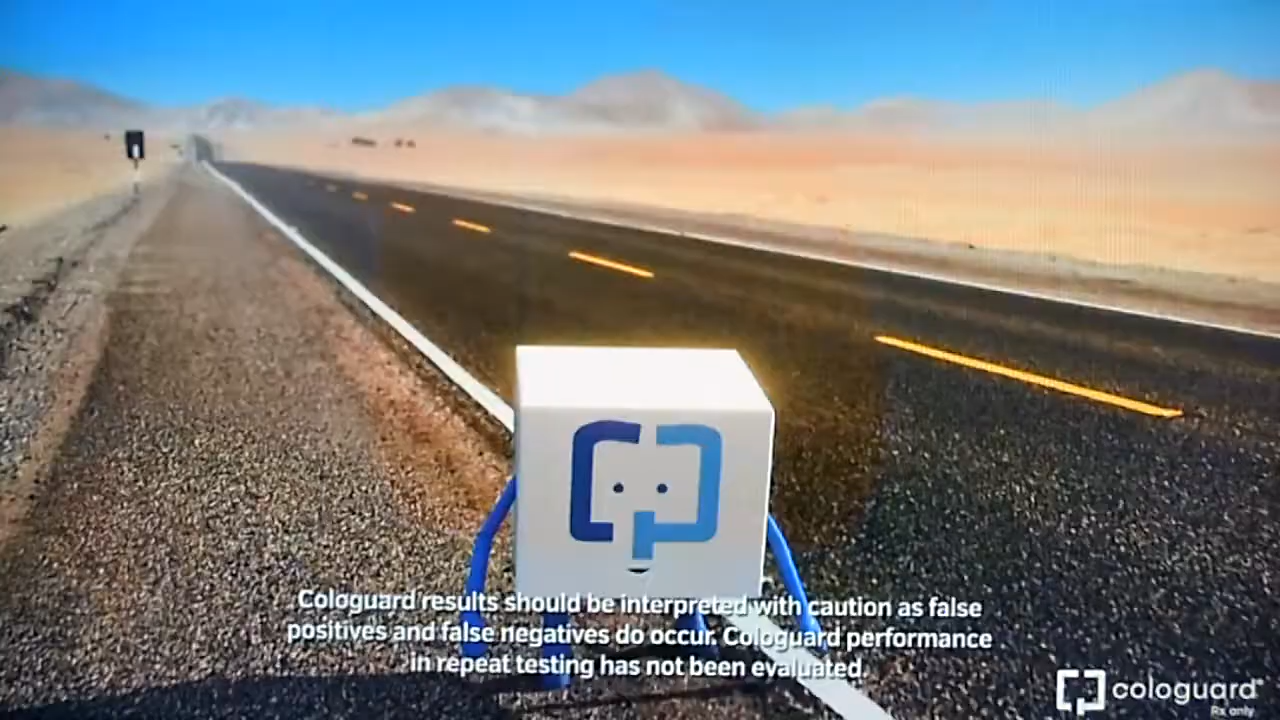 Cologuard results should be interpreted with caution as false
positives and false negatives do occur. Cologuard performance
in repeat testing has not been evaluated.
cologuard®
Rx only